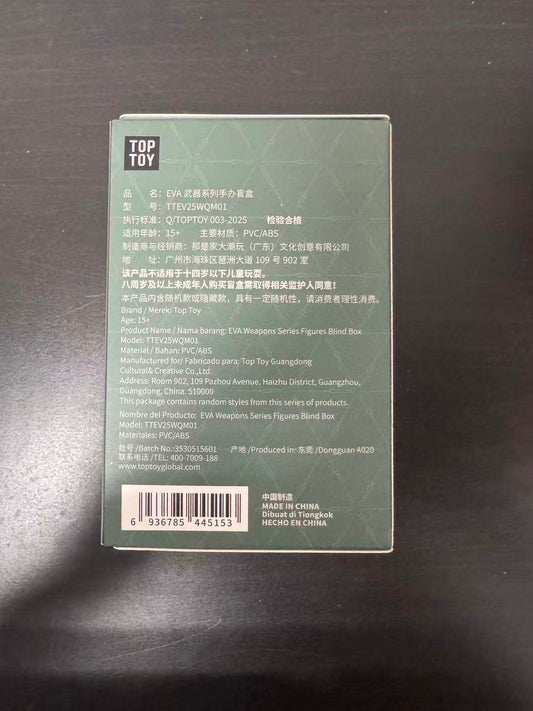 TOP
TOY
品 名：EVA 武器系列手办盲盒
型 号：TTEV25WQM01
执行标准：Q/TOPTOY 003-2025 检验合格
适用年龄：15+ 主要材质：PVC/ABS
制造商与经销商：那是家大潮玩（广东）文化创意有限公司
地 址：广州市海珠区琶洲大道 109 号 902 室
该产品不适用于十四岁以下儿童玩耍。
八周岁及以上未成年人购买盲盒需取得相关监护人同意！
本产品内含随机款或隐藏款，具有一定随机性，请消费者理性消费。
Brand / Merek: Top Toy
Age: 15+
Product Name / Nama barang: EVA Weapons Series Figures Blind Box
Model: TTEV25WQM01
Material / Bahan: PVC/ABS
Manufactured for/ Fabricado para: Top Toy Guangdong
Cultural& Creative Co.,Ltd.
Address: Room 902, 109 Pazhou Avenue, Haizhu District, Guangzhou,
Guangdong, China. 510000
This package contains random styles from this series of products.
Nombre del Producto: EVA Weapons Series Figures Blind Box
Model: TTEV25WQM01
Materiales: PVC/ABS
批号 /Batch No.:3530515601 产地 /Produced in: 东莞 /Dongguan A020
联系电话 /TEL: 400-7009-188
www.toptoyglobal.com
中国制造
MADE IN CHINA
Dibuat di Tiongkok
HECHO EN CHINA
6 936785 445153